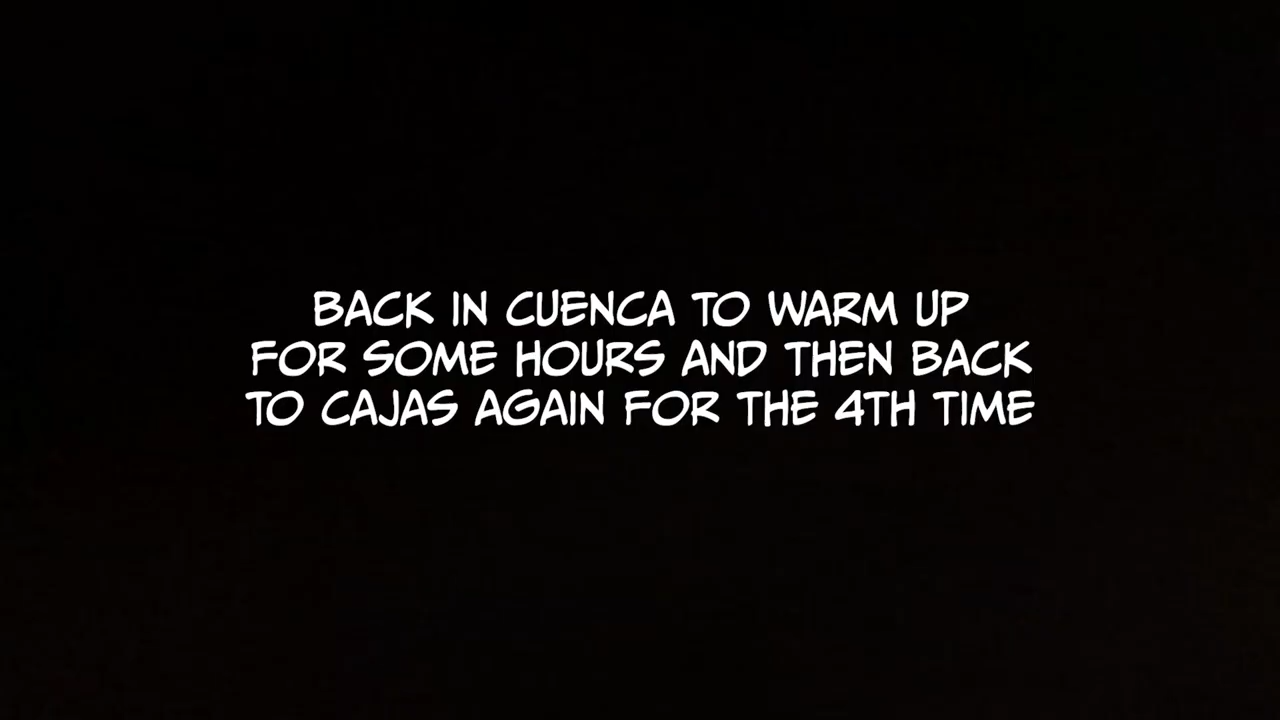 BACK IN CUENCA TO WARM UP
FOR SOME HOURS AND THEN BACK
TO CAJAS AGAIN FOR THE 4TH TIME